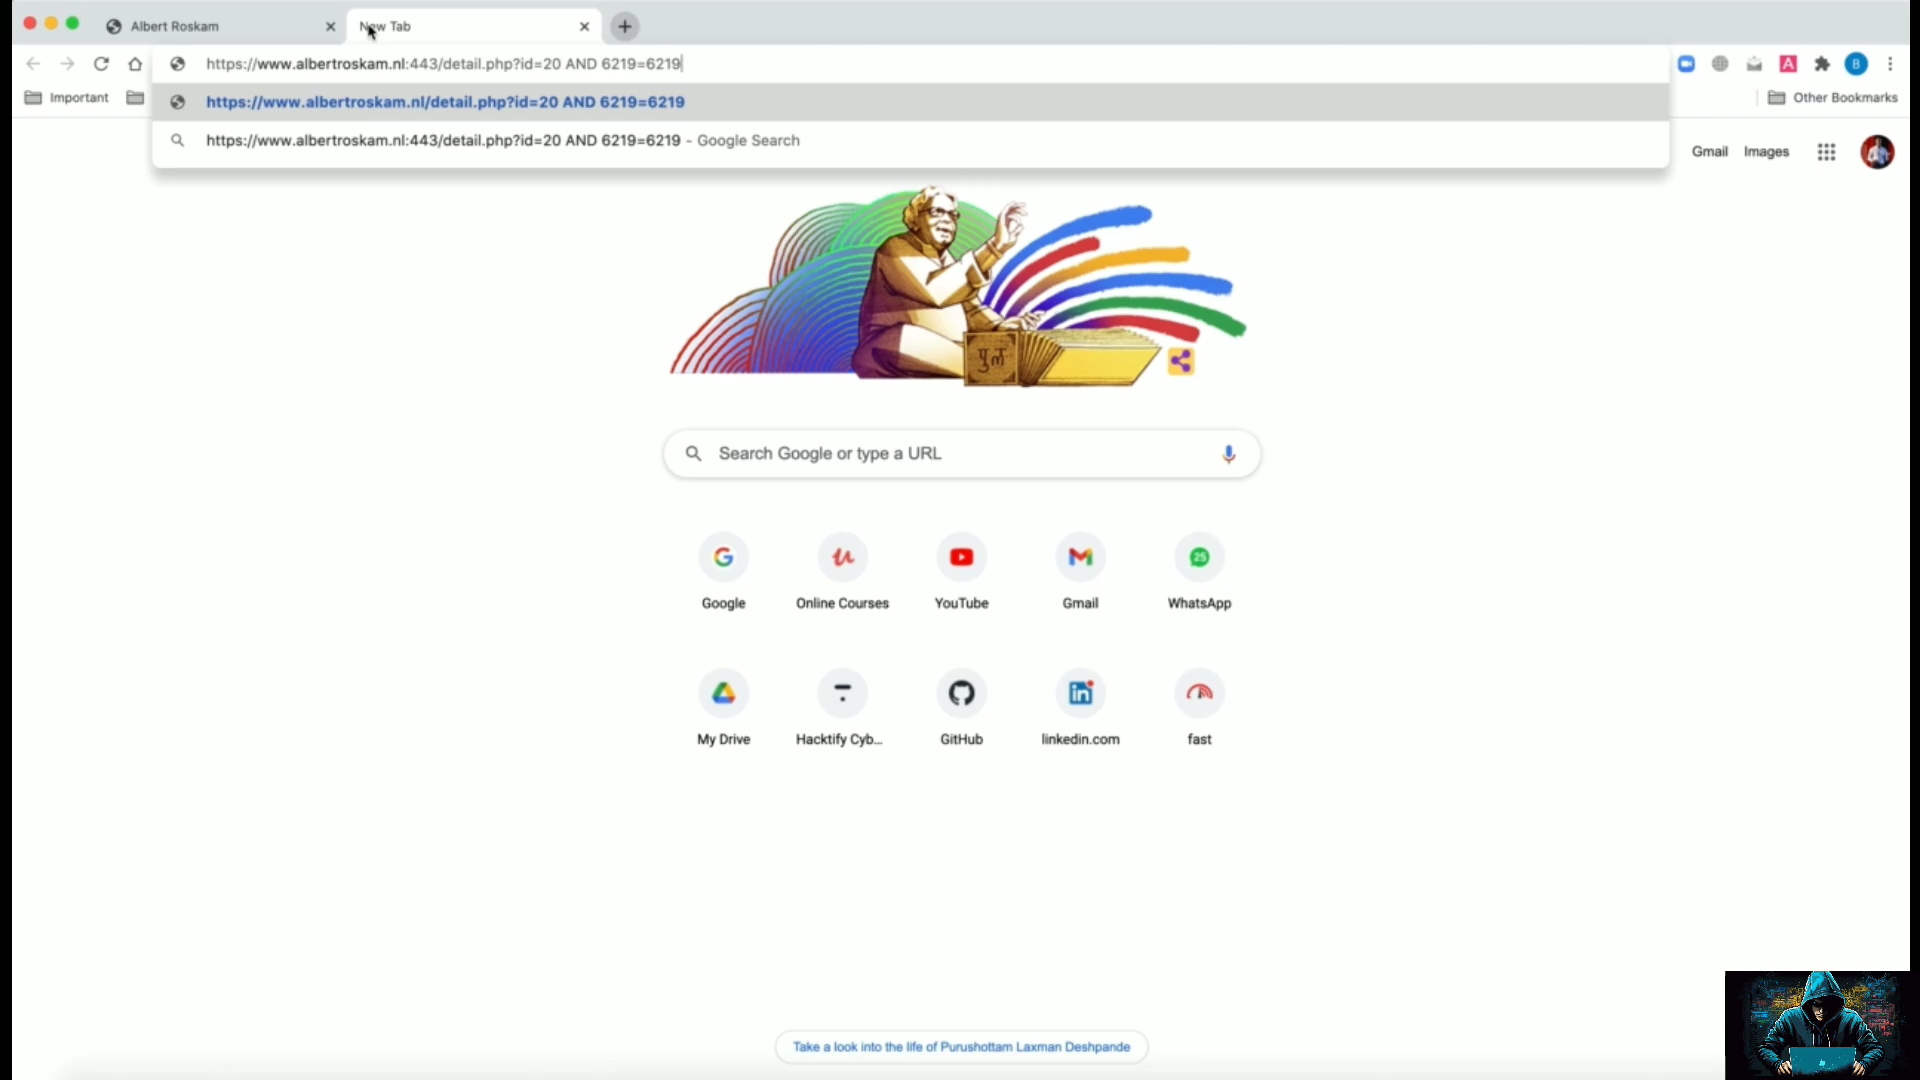 Albert Roskam
New Tab
https://www.albertroskam.nl:443/detail.php?id=20 AND 6219=6219
https://www.albertroskam.nl/detail.php?id=20 AND 6219=6219
https://www.albertroskam.nl:443/detail.php?id=20 AND 6219=6219 - Google Search
A
B
Important
Other Bookmarks
Gmail
Images
पुल
Search Google or type a URL
25
Google
Online Courses
YouTube
Gmail
WhatsApp
in
My Drive
Hacktify Cyb...
GitHub
linkedin.com
fast
Take a look into the life of Purushottam Laxman Deshpande